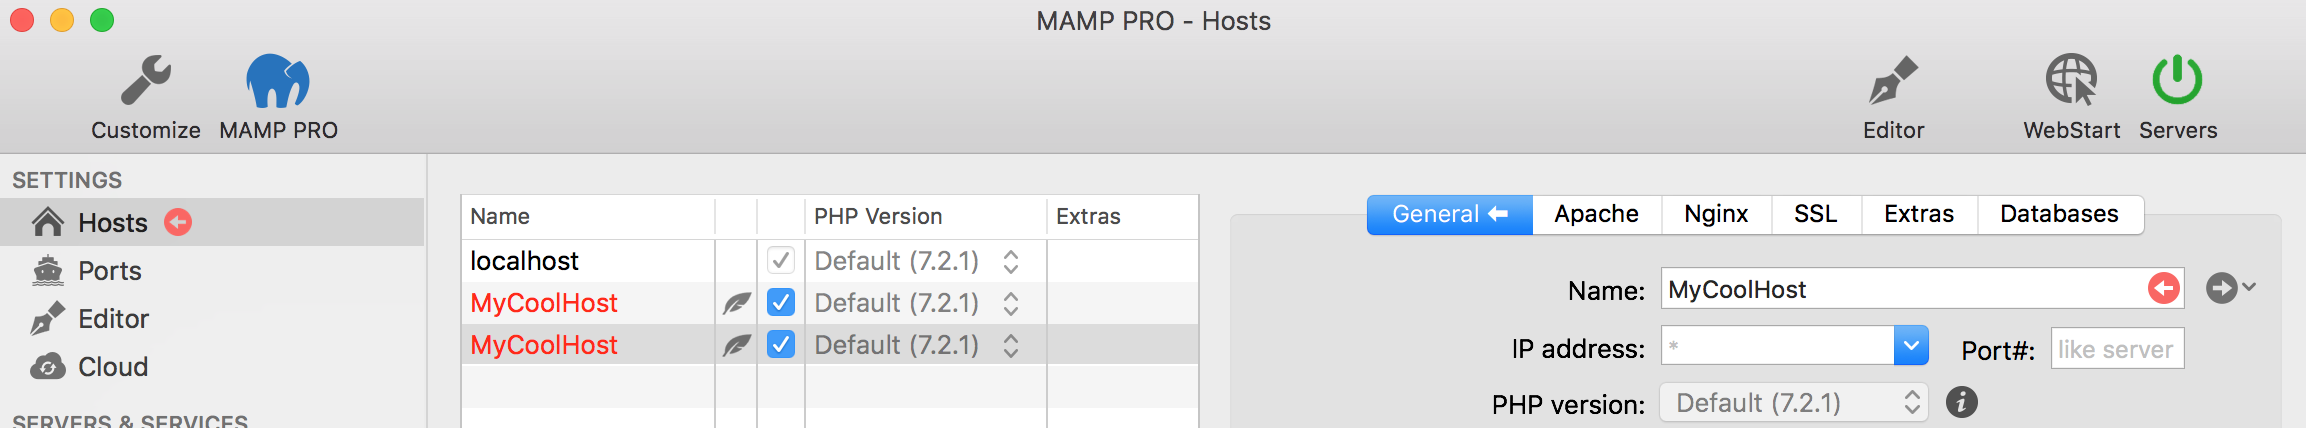 MAMP PRO - Hosts
Customize MAMP PRO Editor WebStart Servers
SETTINGS
Hosts
Ports
Editor
Cloud
SERVERS & SERVICES
Name PHP Version Extras
localhost Default (7.2.1)
MyCoolHost Default (7.2.1)
MyCoolHost Default (7.2.1)
General Apache Nginx SSL Extras Databases
Name: MyCoolHost
IP address: * Port#: like server
PHP version: Default (7.2.1)